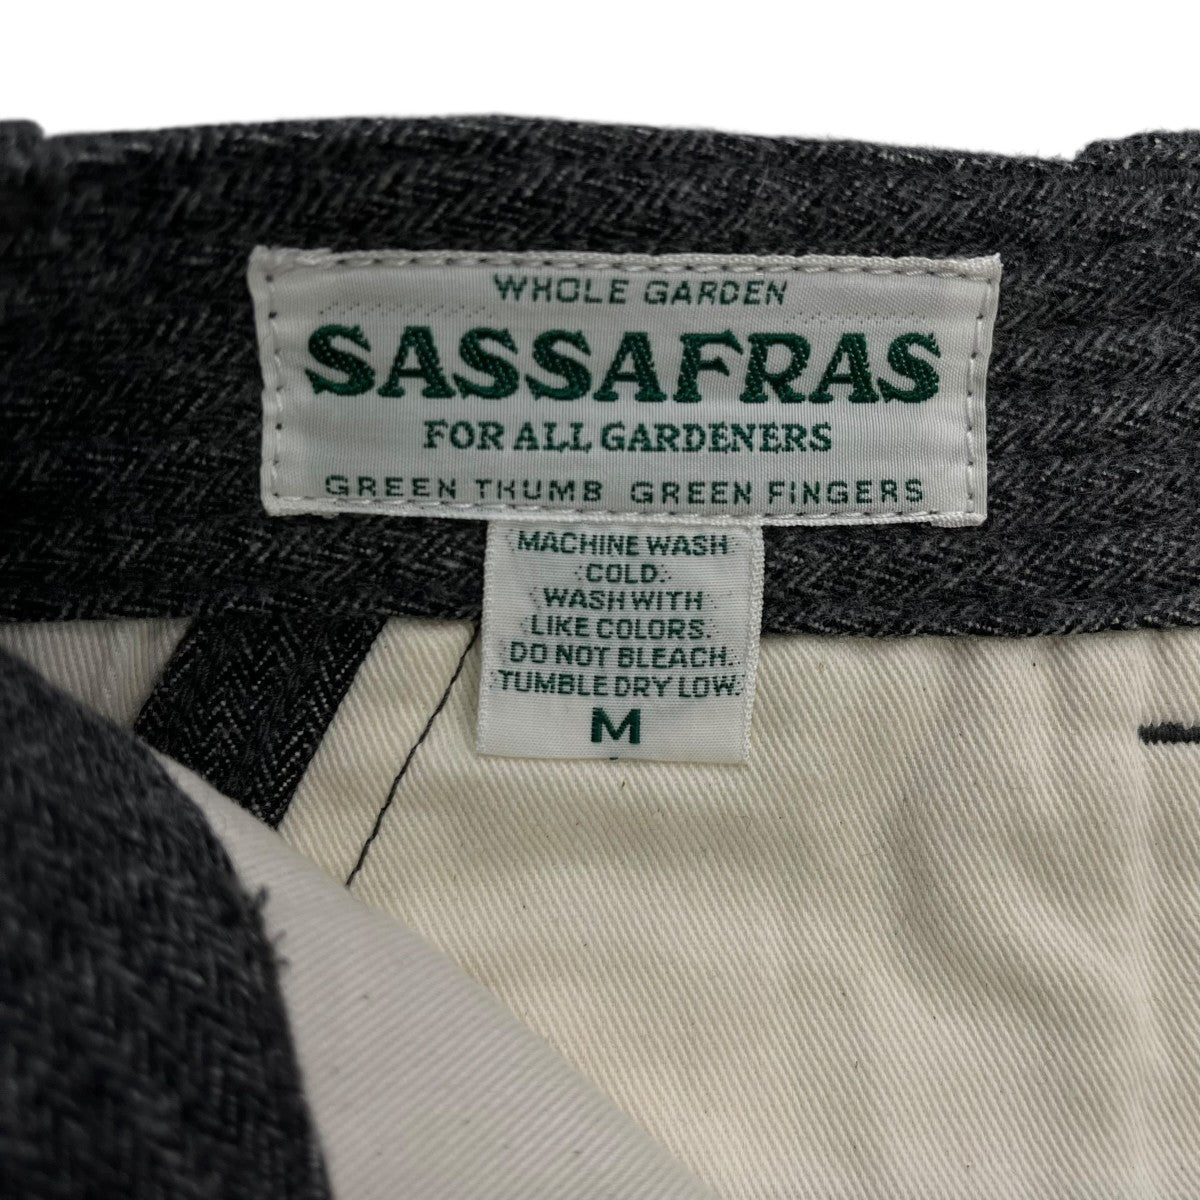 WHOLE GARDEN
SASSAFRAS
FOR ALL GARDENERS
GREEN THUMB GREEN FINGERS
MACHINE WASH
COLD.
WASH WITH
LIKE COLORS.
DO NOT BLEACH.
TUMBLE DRY LOW.
M